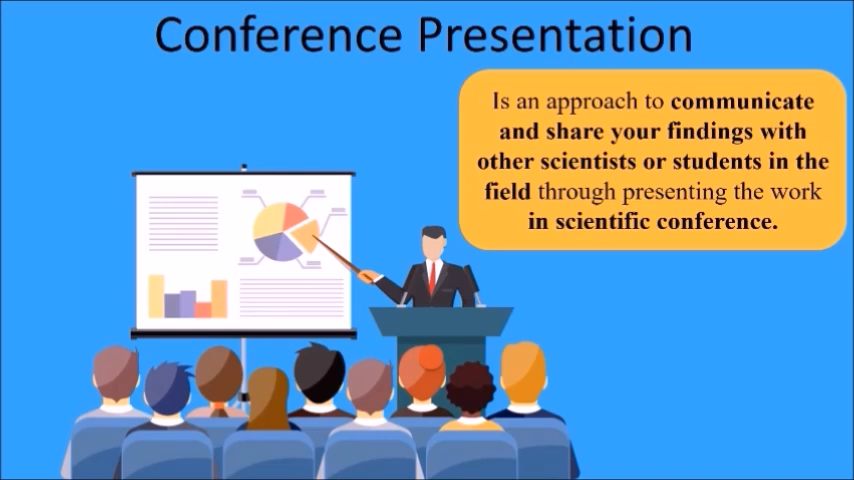 Conference Presentation
Is an approach to communicate
and share your findings with
other scientists or students in the
field through presenting the work
in scientific conference.